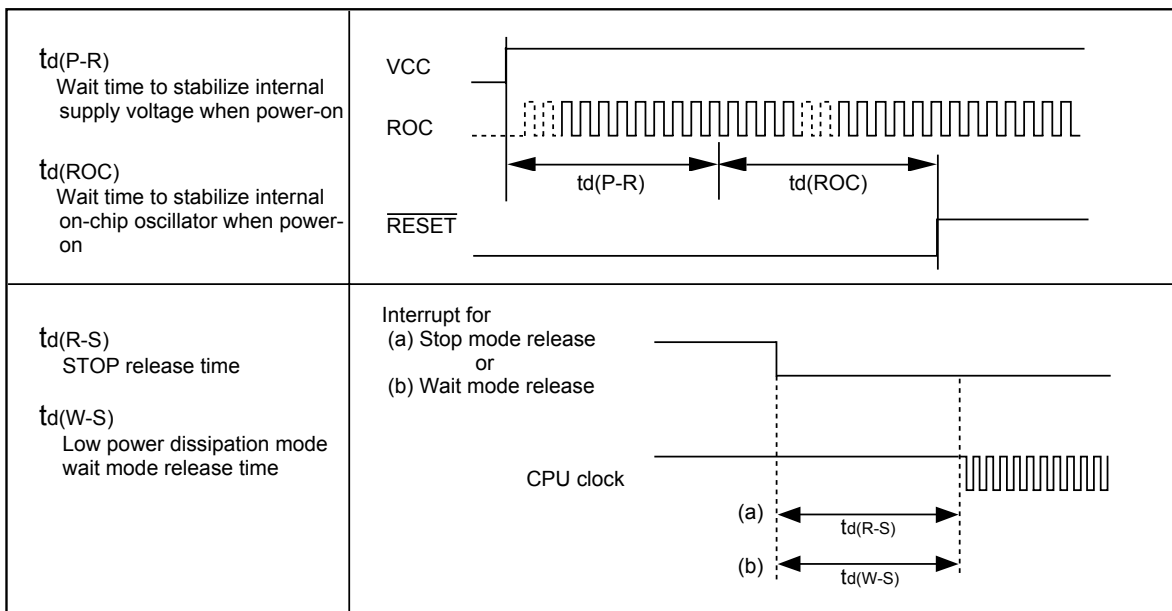 td(P-R)
Wait time to stabilize internal
supply voltage when power-on
td(ROC)
Wait time to stabilize internal
on-chip oscillator when power-
on
VCC
ROC
td(P-R)
td(ROC)
RESET
td(R-S)
STOP release time
td(W-S)
Low power dissipation mode
wait mode release time
Interrupt for
(a) Stop mode release
or
(b) Wait mode release
CPU clock
(a)
td(R-S)
(b)
td(W-S)